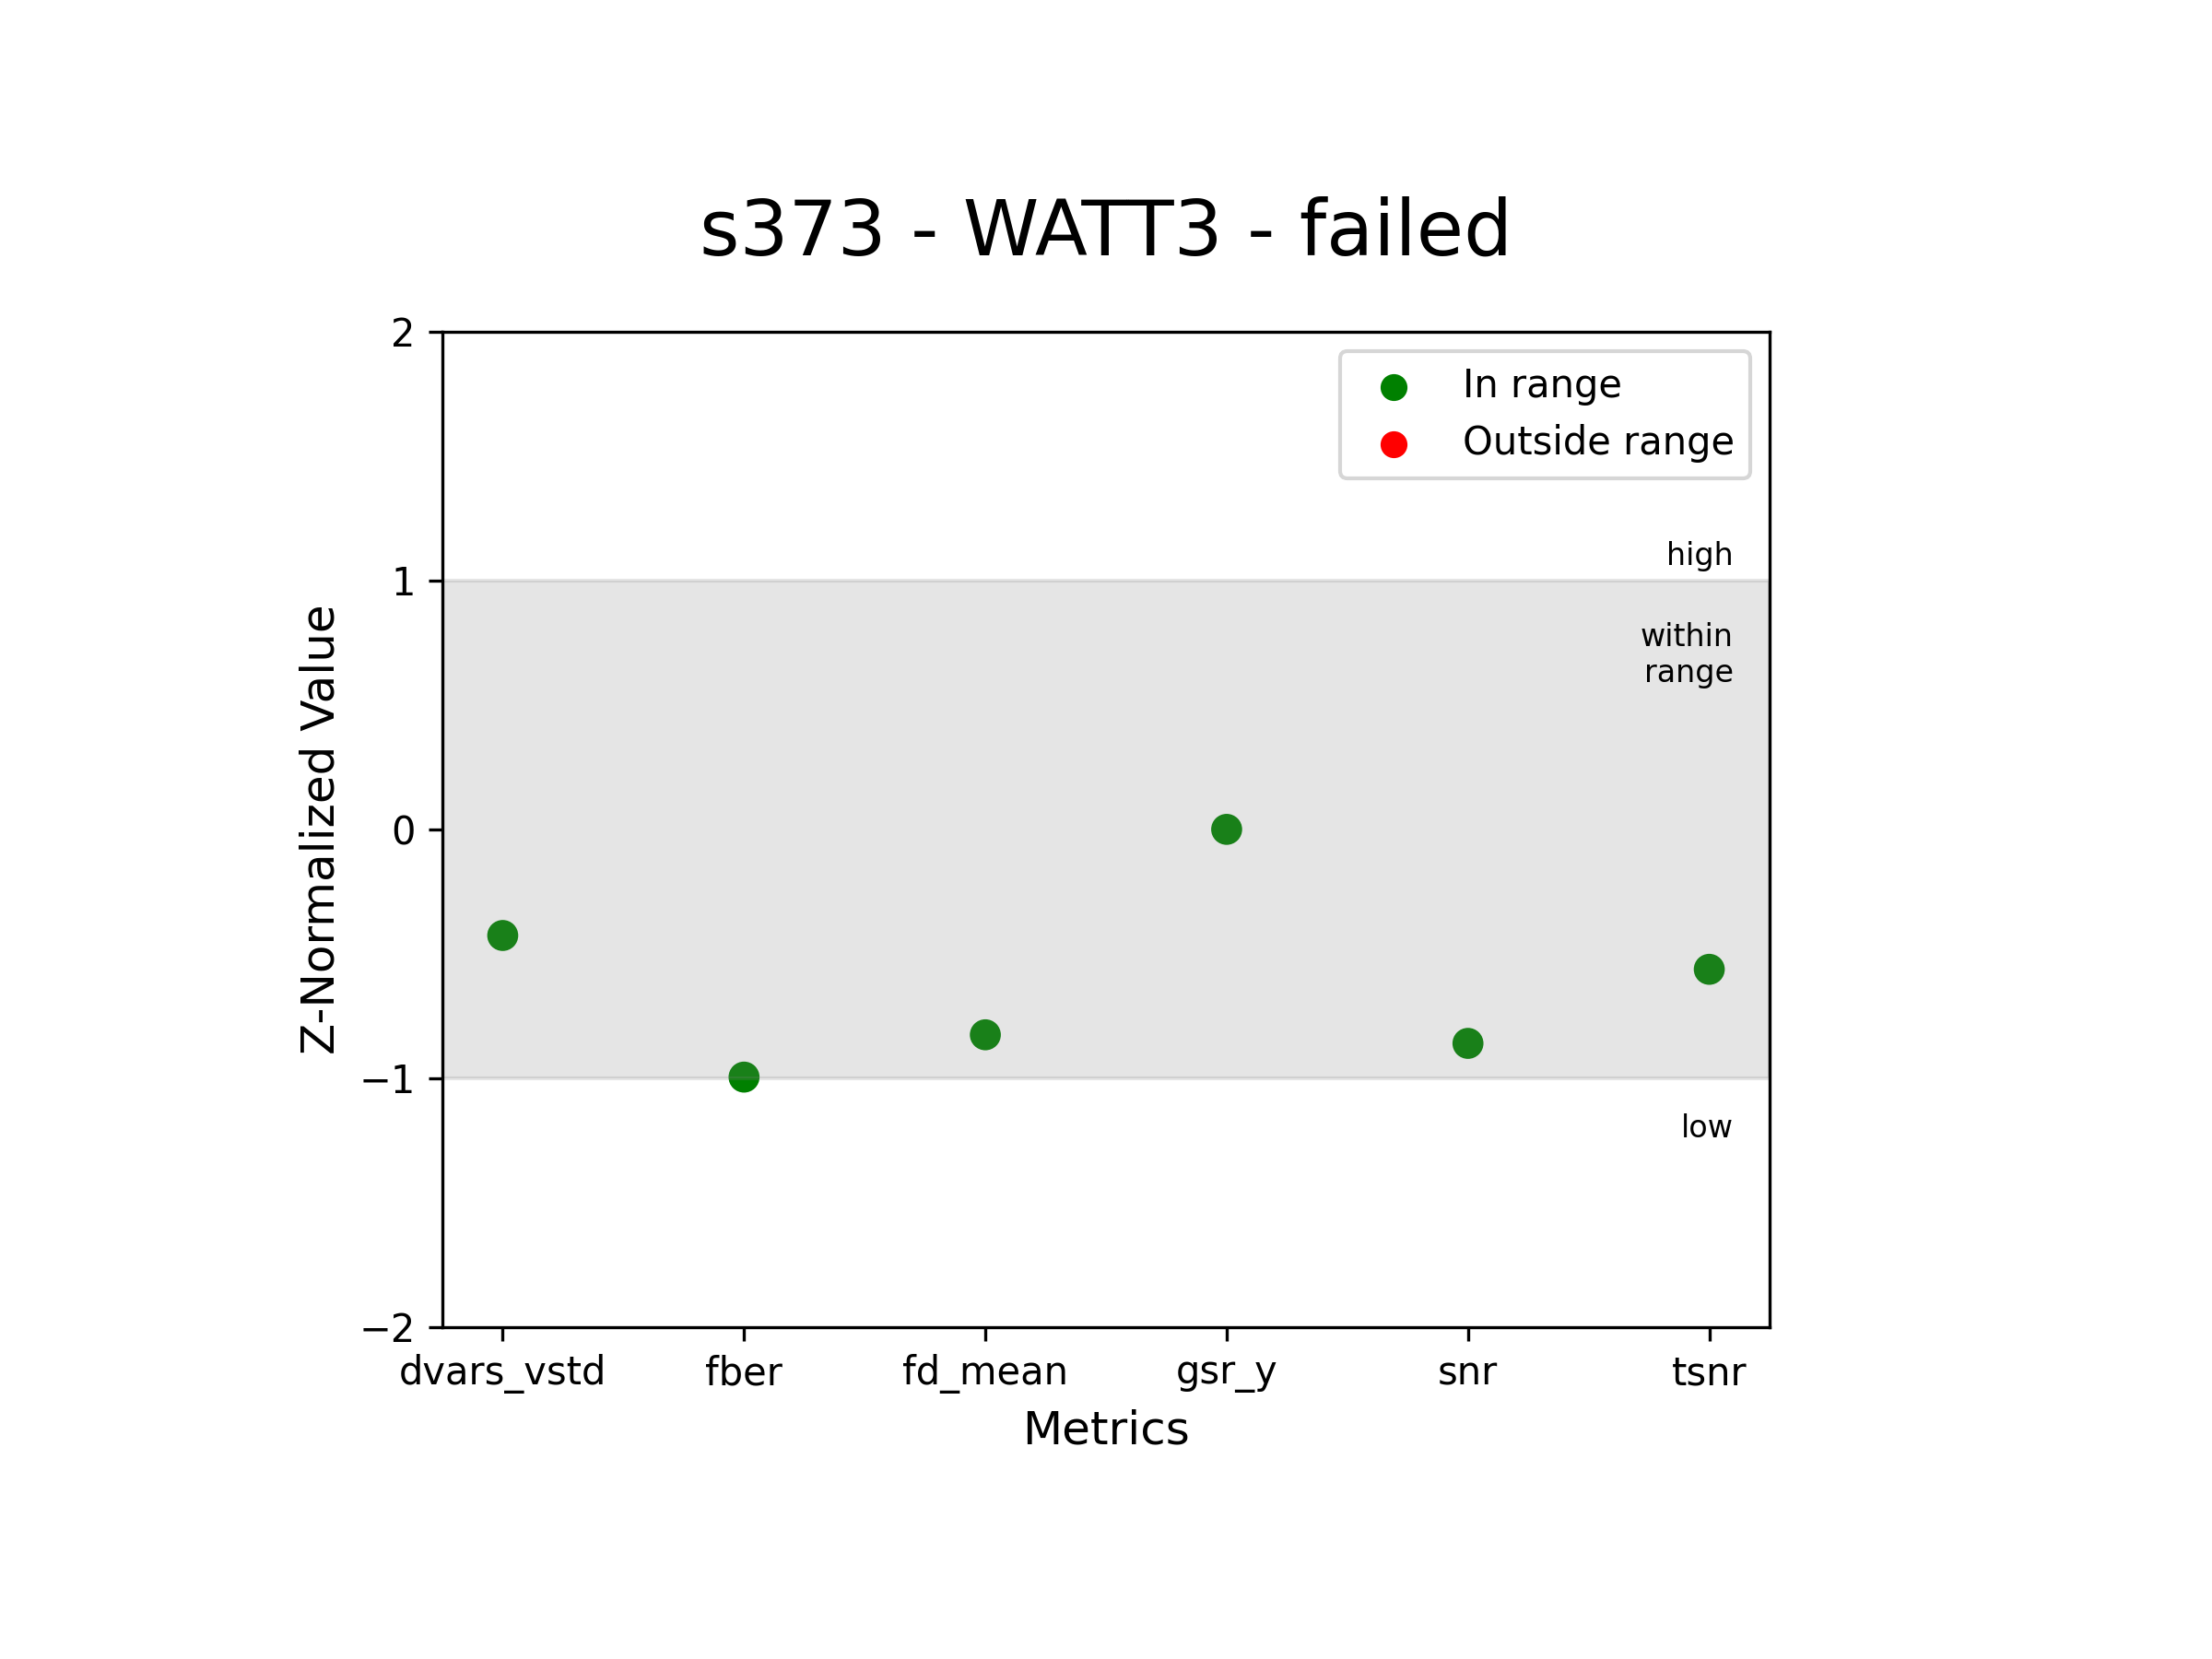 s373 - WATT3 - failed
2
In range
Outside range
high
1
within
range
Z-Normalized Value
0
−1
low
−2
dvars_vstd fber fd_mean gsr_y snr tsnr
Metrics